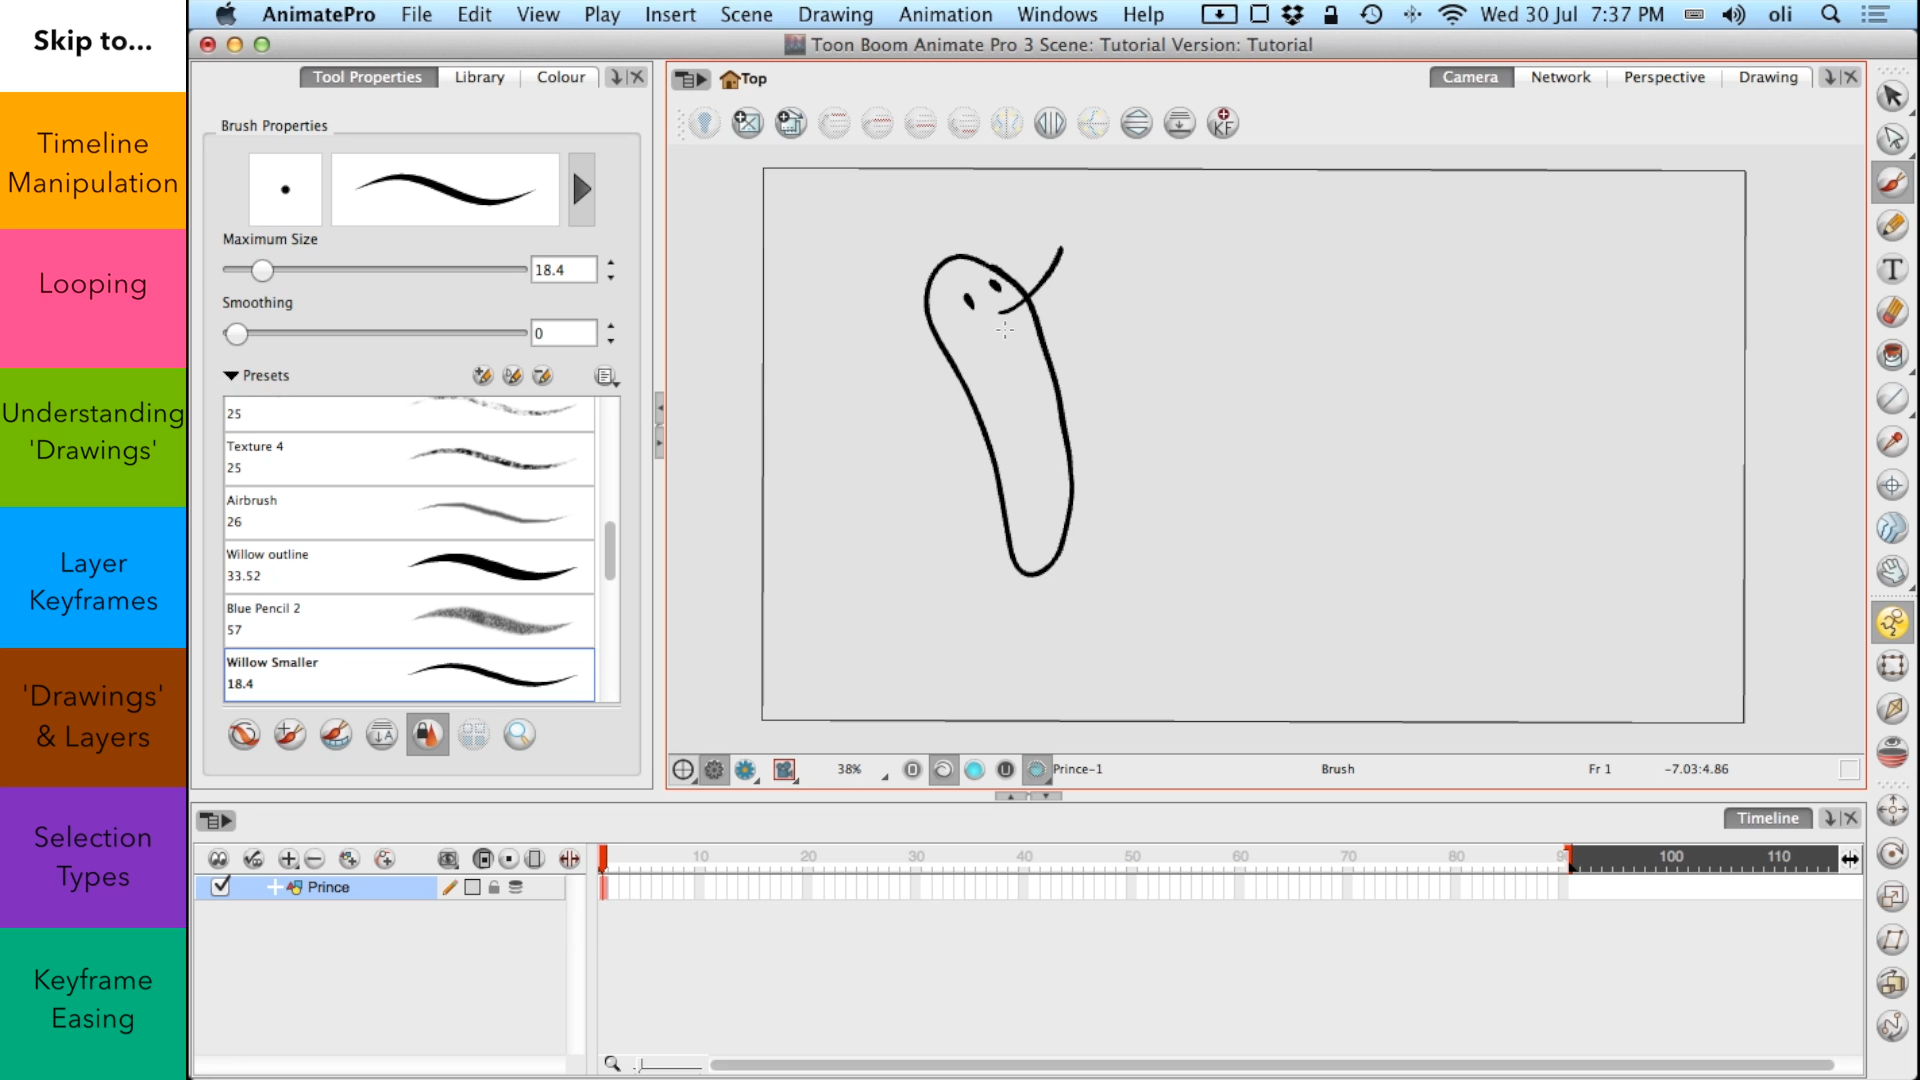 Skip to...
Timeline
Manipulation
Looping
Understanding
'Drawings'
Layer
Keyframes
'Drawings'
& Layers
Selection
Types
Keyframe
Easing
AnimatePro File Edit View Play Insert Scene Drawing Animation Windows Help Wed 30 Jul 7:37 PM oli
Toon Boom Animate Pro 3 Scene: Tutorial Version: Tutorial
Tool Properties Library Colour
Top
Camera Network Perspective Drawing
KF
Brush Properties
Maximum Size
18.4
Smoothing
0
Presets
25
Texture 4
25
Airbrush
26
Willow outline
33.52
Blue Pencil 2
57
Willow Smaller
18.4
38% Prince-1 Brush Fr 1 -7.03:4.86
Timeline
10 20 30 40 50 60 70 80 100 110
Prince